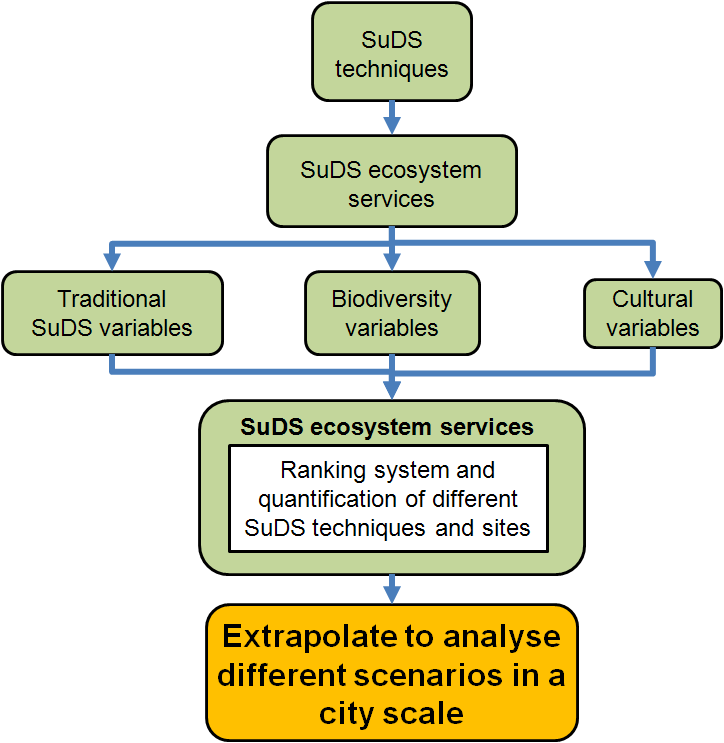 SuDS
techniques
SuDS ecosystem
services
Traditional
SuDS variables
Biodiversity
variables
Cultural
variables
SuDS ecosystem services
Ranking system and
quantification of different
SuDS techniques and sites
Extrapolate to analyse
different scenarios in a
city scale